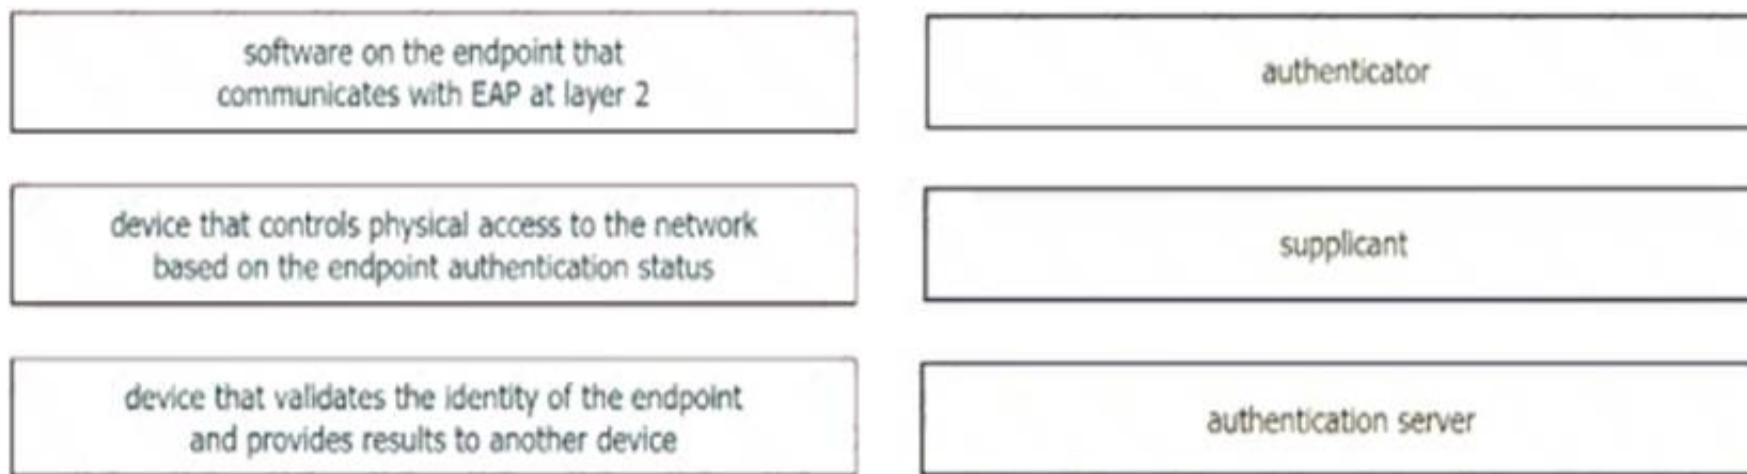 software on the endpoint that
communicates with EAP at layer 2
authenticator
device that controls physical access to the network
based on the endpoint authentication status
supplicant
device that validates the identity of the endpoint
and provides results to another device
authentication server